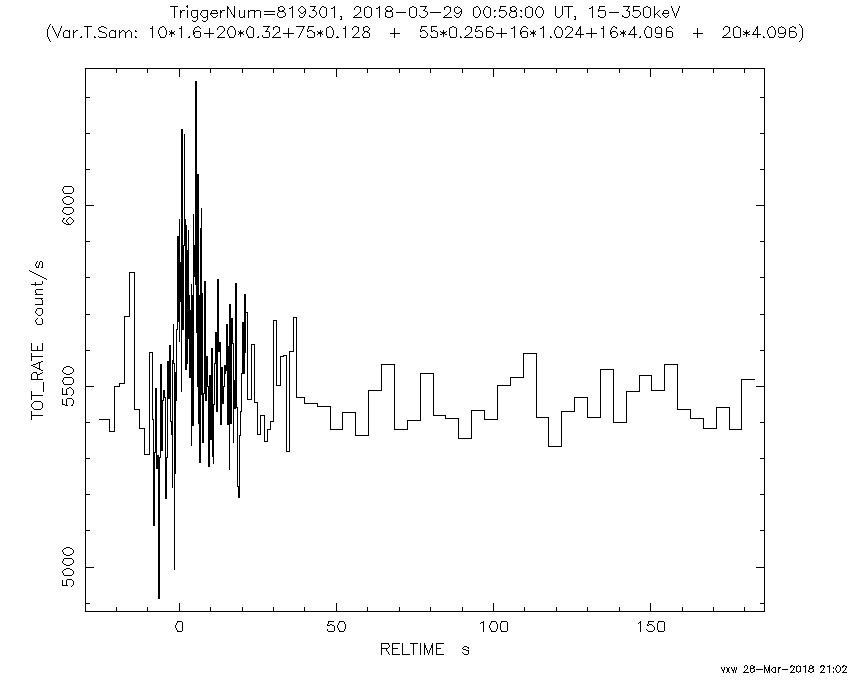 TriggerNum=819301, 2018-03-29 00:58:00 UT, 15-350keV
(Var.T.Sam: 10*1.6+20*0.32+75*0.128 + 55*0.256+16*1.024+16*4.096 + 20*4.096)
TOT_RATE count/s
6000
5500
5000
0 50 100 150
RELTIME s
vxw 28-Mar-2018 21:02